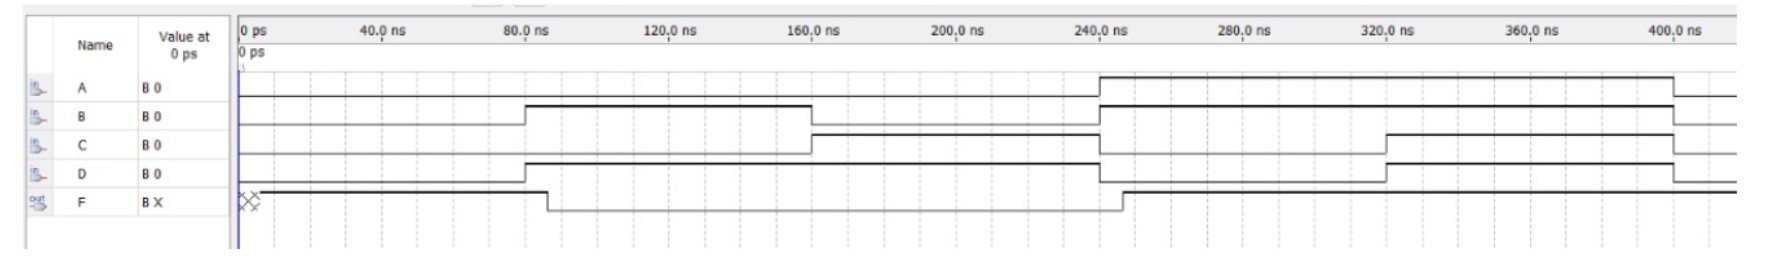 Name
Value at
0 ps
0 ps 40.0 ns 80.0 ns 120.0 ns 160.0 ns 200.0 ns 240.0 ns 280.0 ns 320.0 ns 360.0 ns 400.0 ns
0 ps
in A B 0
in B B 0
in C B 0
in D B 0
out F B X